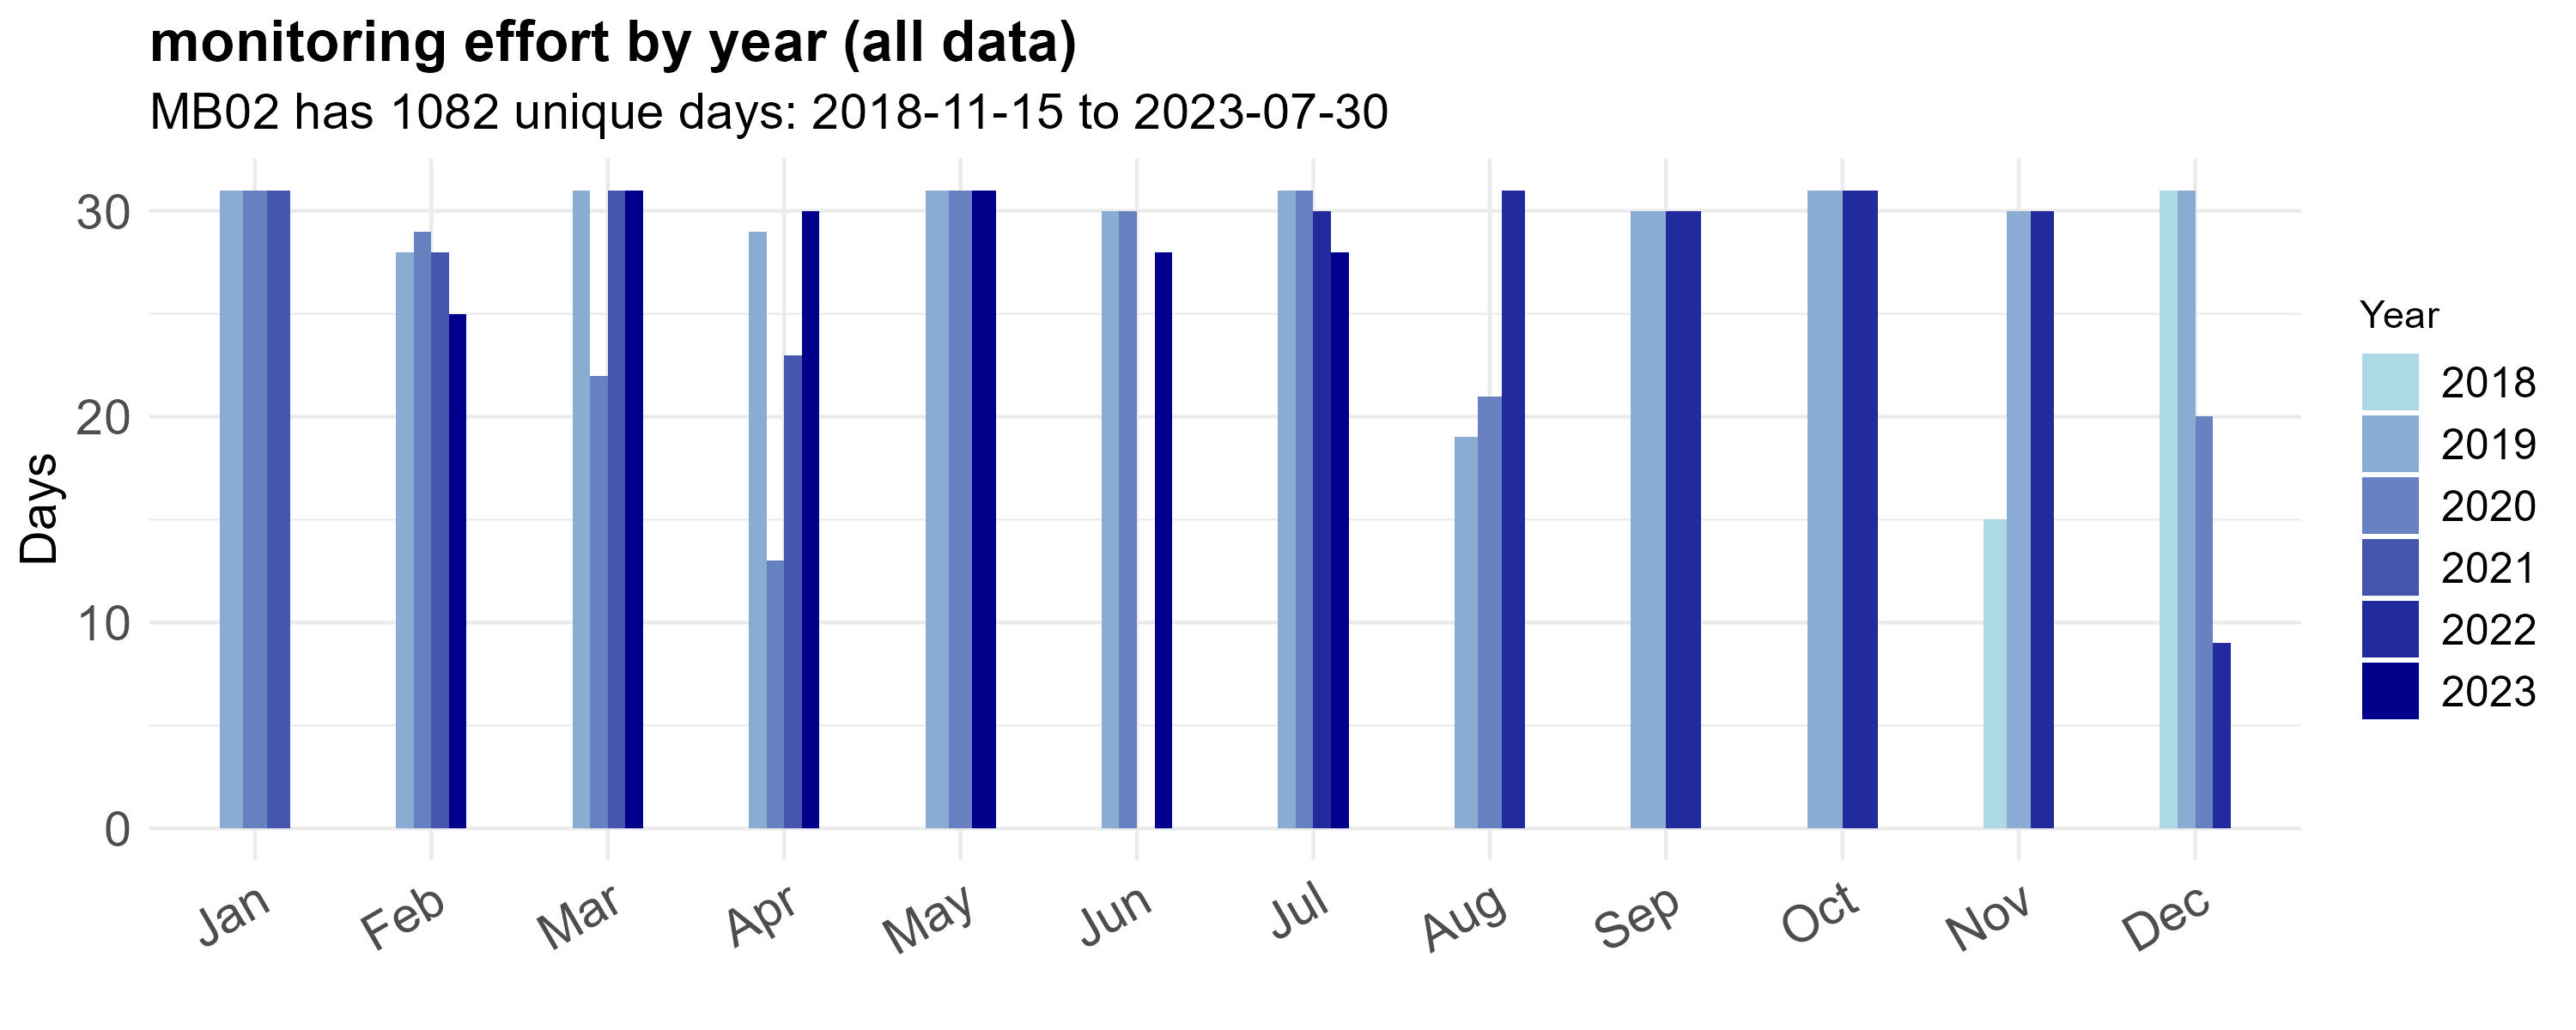 monitoring effort by year (all data)
MB02 has 1082 unique days: 2018-11-15 to 2023-07-30
Days
30
20
10
0
Jan
Feb
Mar
Apr
May
Jun
Jul
Aug
Sep
Oct
Nov
Dec
Year
2018
2019
2020
2021
2022
2023